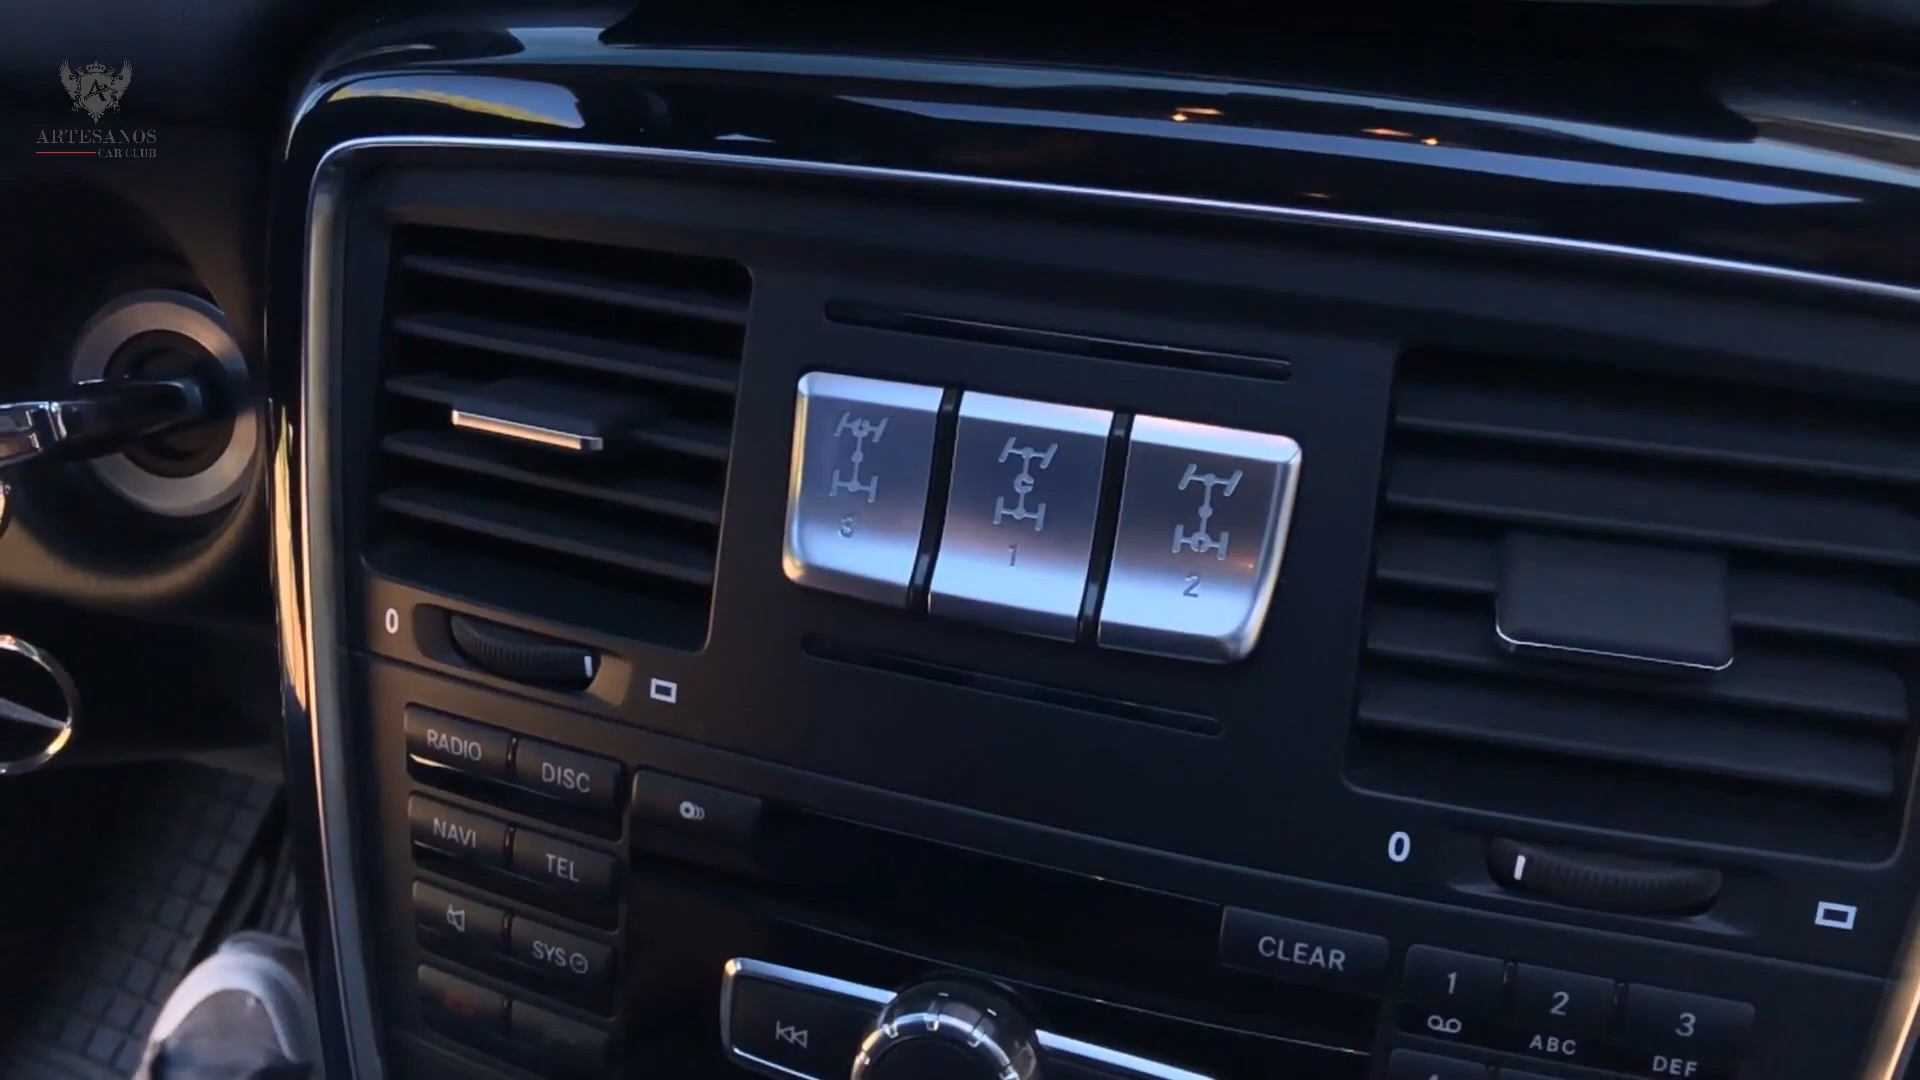 ARTESANOS
CAR CLUB
3
1
2
0
RADIO
DISC
NAVI
TEL
SYS
0
CLEAR
1
2
ABC
3
DEF